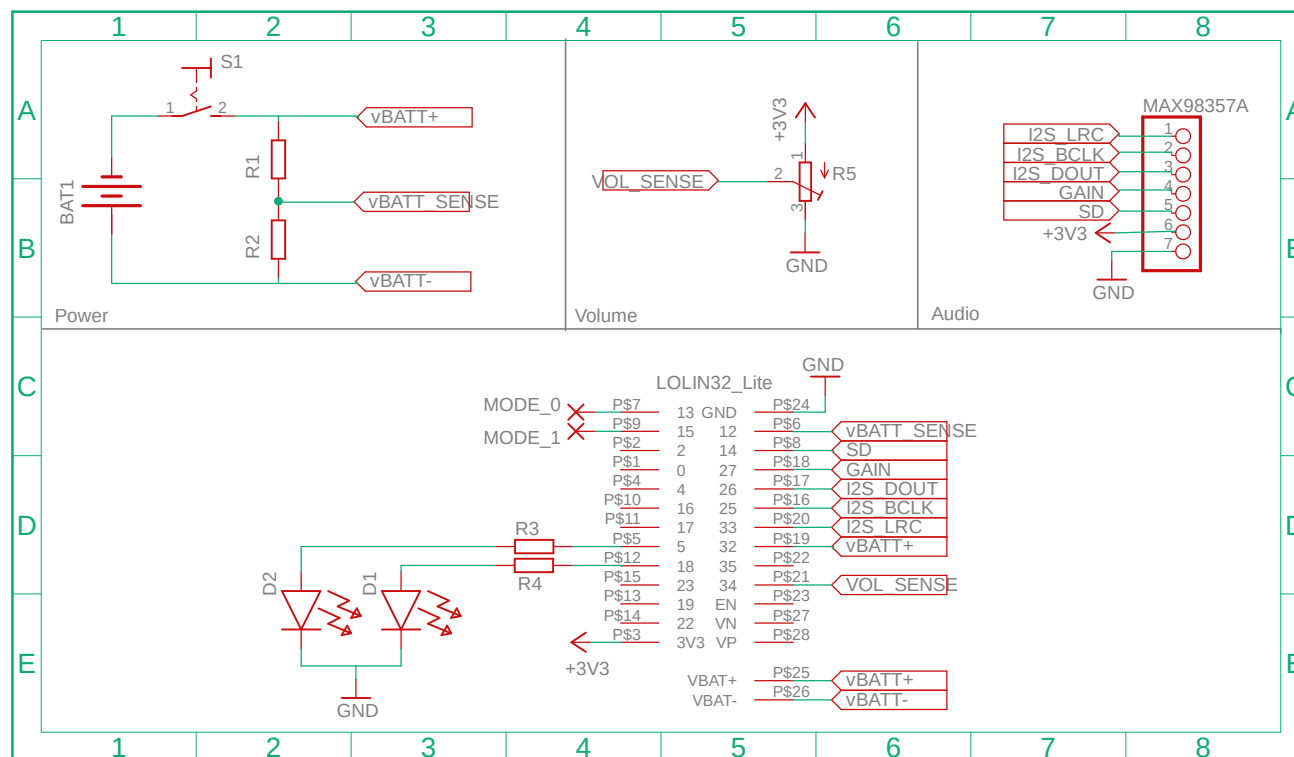 1 2 3 4 5 6 7 8
A
B
C
D
E
S1
1 2
vBATT+
R1
vBATT_SENSE
BAT1
R2
vBATT-
Power
+3V3
1
2
R5
VOL_SENSE
3
GND
Volume
MAX98357A
I2S_LRC 1
I2S_BCLK 2
I2S_DOUT 3
GAIN 4
SD 5
+3V3 6
7
GND
Audio
A
B
C
D
E
GND
LOLIN32_Lite
MODE_0 P$7 13 GND P$24
MODE_1 P$9 15 12 P$6 vBATT_SENSE
P$2 2 14 P$8 SD
P$1 0 27 P$18 GAIN
P$4 4 26 P$17 I2S_DOUT
P$10 16 25 P$16 I2S_BCLK
P$11 17 33 P$20 I2S_LRC
R3 P$5 5 32 P$19 vBATT+
R4 P$12 18 35 P$22
P$15 23 34 P$21 VOL_SENSE
P$13 19 EN P$23
P$14 22 VN P$27
P$3 3V3 VP P$28
+3V3
VBAT+ P$25 vBATT+
VBAT- P$26 vBATT-
D2
D1
GND
1 2 3 4 5 6 7 8